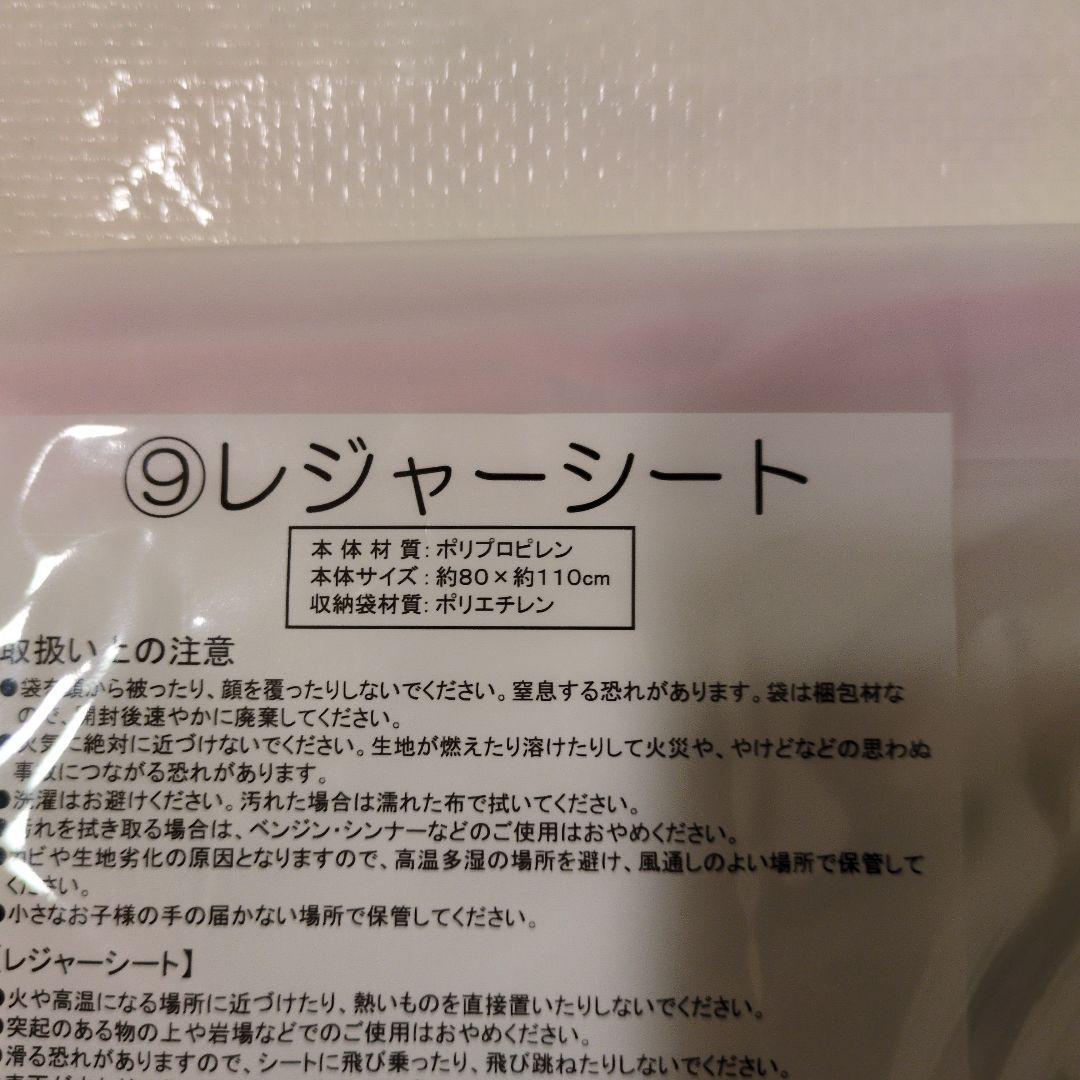 ⑨レジャーシート
本体材質：ポリプロピレン
本体サイズ：約80×約110cm
収納袋材質：ポリエチレン
取扱い上の注意
●袋を頭から被ったり、顔を覆ったりしないでください。窒息する恐れがあります。袋は梱包材な
ので、開封後速やかに廃棄してください。
●火気に絶対に近づけないでください。生地が燃えたり溶けたりして火災や、やけどなどの思わぬ
事故につながる恐れがあります。
●洗濯はお避けください。汚れた場合は濡れた布で拭いてください。
●汚れを拭き取る場合は、ベンジン・シンナーなどのご使用はおやめください。
●カビや生地劣化の原因となりますので、高温多湿の場所を避け、風通しのよい場所で保管して
ください。
●小さなお子様の手の届かない場所で保管してください。
【レジャーシート】
●火や高温になる場所に近づけたり、熱いものを直接置いたりしないでください。
●突起のある物の上や岩場などでのご使用はおやめください。
●滑る恐れがありますので、シートに飛び乗ったり、飛び跳ねたりしないでください。